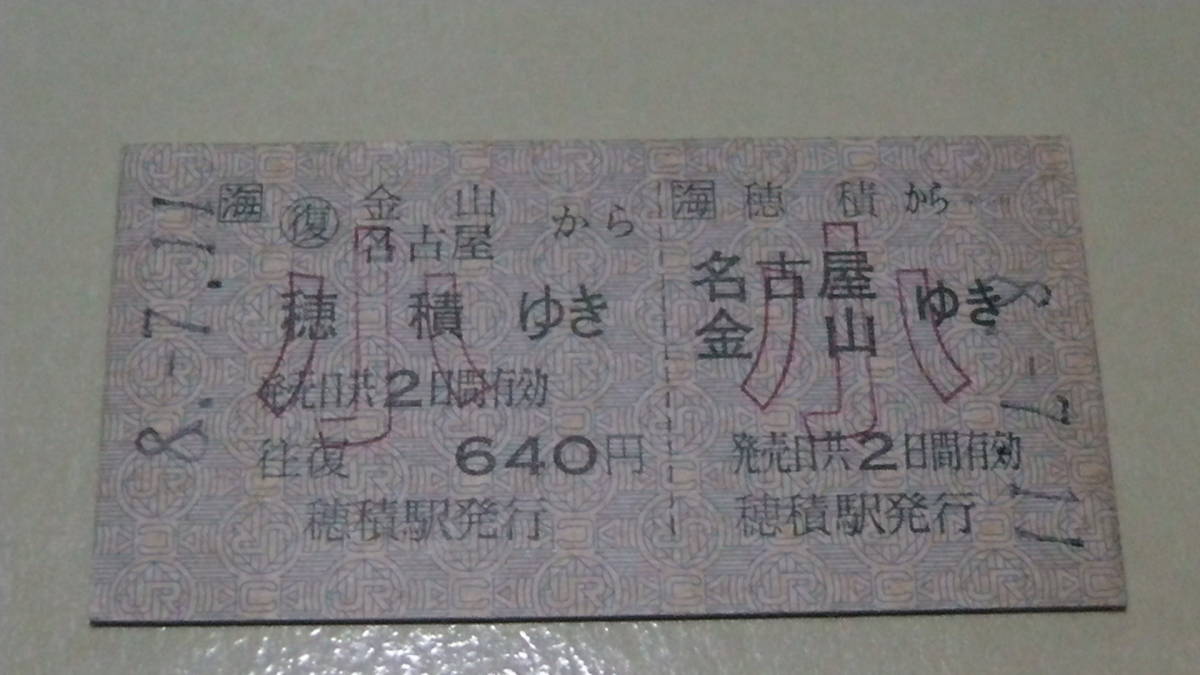 8.-7.11
海 復 金山 から
名古屋
小
穂積 ゆき
発売日共2日間有効
往復 640円
穂積駅発行
海 穂積 から
小
名古屋 ゆき
金山
発売日共2日間有効
穂積駅発行
8.-7.11